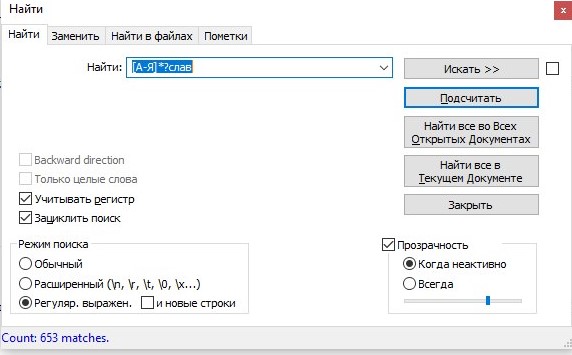 Найти
x
Найти Заменить Найти в файлах Пометки
Найти: [А-Я]*?слав
Искать >>
Подсчитать
Найти все во Всех
Открытых Документах
Найти все в
Текущем Документе
Закрыть
Backward direction
Только целые слова
Учитывать регистр
Зациклить поиск
Режим поиска
Обычный
Расширенный (\n, \r, \t, \0, \x...)
Регуляр. выражен. и новые строки
Прозрачность
Когда неактивно
Всегда
Count: 653 matches.